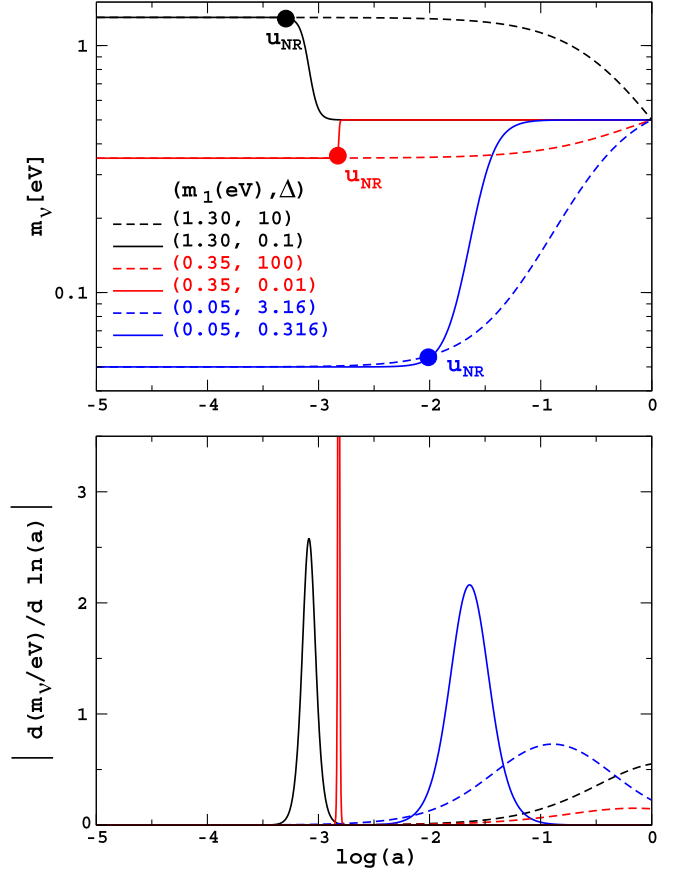 1
0.1
m_ν[eV]
u_NR
u_NR
u_NR
(m_1(eV),Δ)
(1.30, 10)
(1.30, 0.1)
(0.35, 100)
(0.35, 0.01)
(0.05, 3.16)
(0.05, 0.316)
-5 -4 -3 -2 -1 0
3
2
1
0
| d(m_ν/eV)/d ln(a) |
-5 -4 -3 -2 -1 0
log(a)